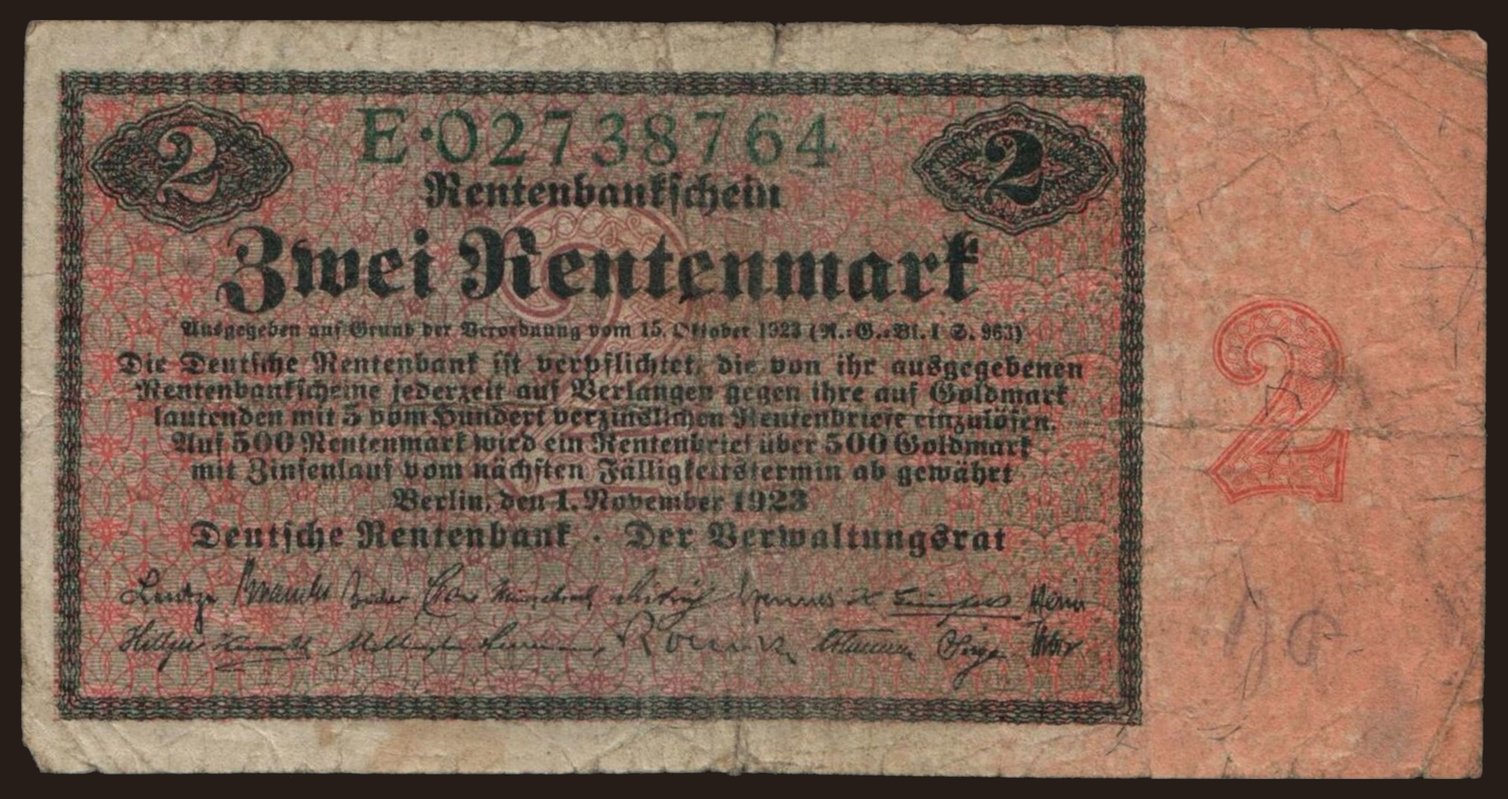 2 E·02738764 2
Rentenbankschein
Zwei Rentenmark
Ausgegeben auf Grund der Verordnung vom 15. Oktober 1923 (R.-G.-Bl. I S. 963)
Die Deutsche Rentenbank ist verpflichtet, die von ihr ausgegebenen
Rentenbankscheine jederzeit auf Verlangen gegen ihre auf Goldmark
lautenden mit 5 vom Hundert verzinslichen Rentenbriefe einzulösen.
Auf 500 Rentenmark wird ein Rentenbrief über 500 Goldmark
mit Zinsenlauf vom nächsten Fälligkeitstermin ab gewährt
Berlin, den 1. November 1923
Deutsche Rentenbank · Der Verwaltungsrat
2
2